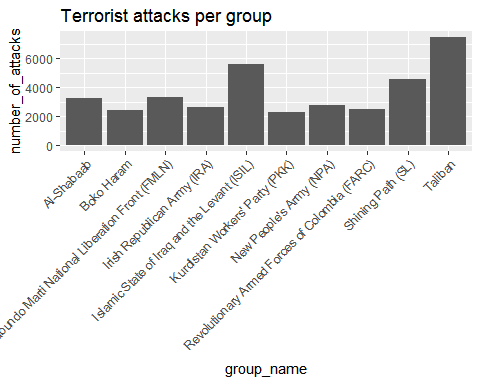 Terrorist attacks per group
number_of_attacks
6000
4000
2000
0
Al-Shabaab
Boko Haram
Marti National Liberation Front (FMLN)
Irish Republican Army (IRA)
Islamic State of Iraq and the Levant (ISIL)
Kurdistan Workers' Party (PKK)
New People's Army (NPA)
Revolutionary Armed Forces of Colombia (FARC)
Shining Path (SL)
Taliban
group_name